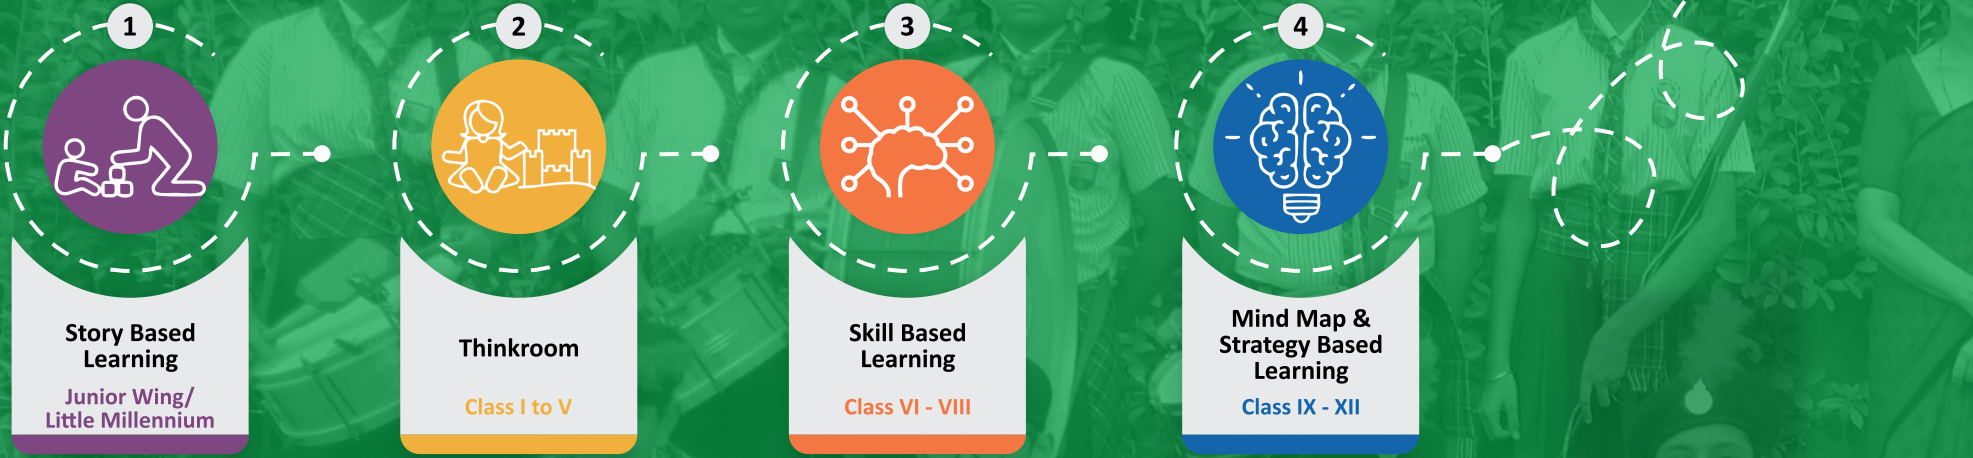 1
Story Based
Learning
Junior Wing/
Little Millennium
2
Thinkroom
Class I to V
3
Skill Based
Learning
Class VI - VIII
4
Mind Map &
Strategy Based
Learning
Class IX - XII